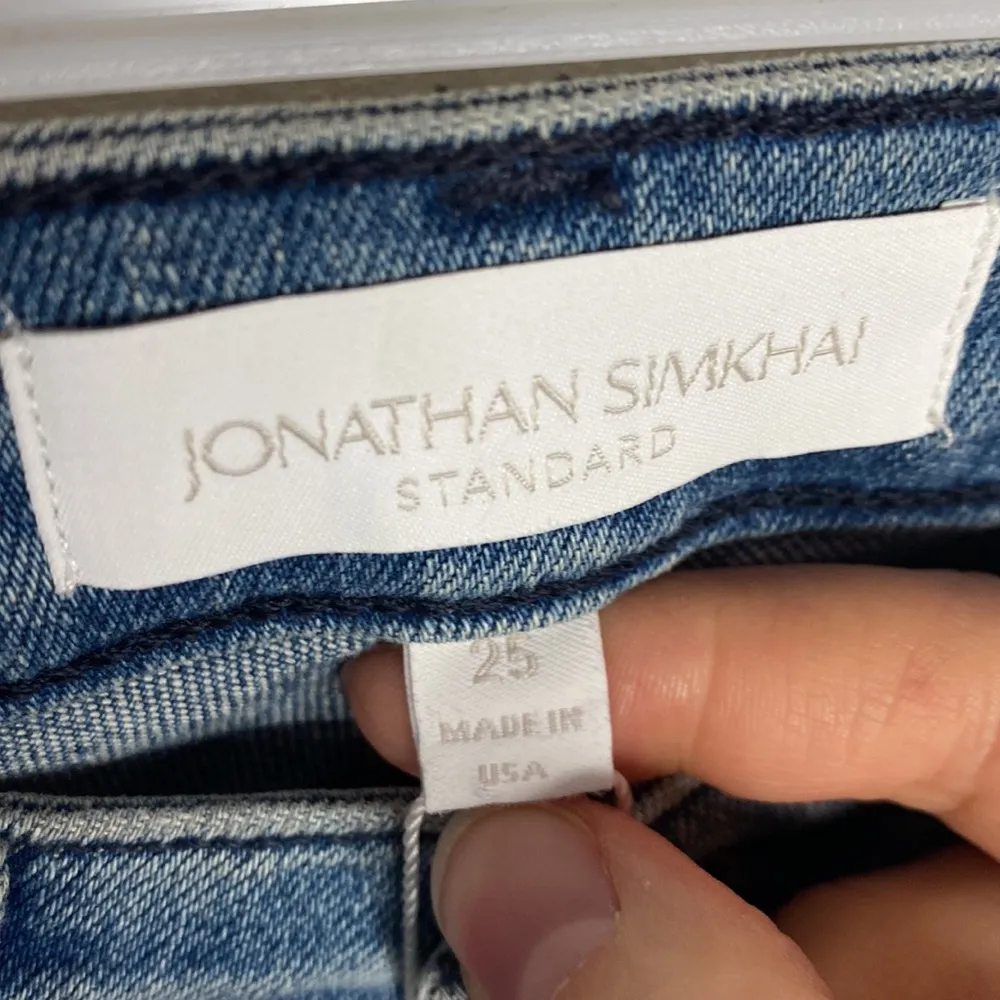 JONATHAN SIMKHAI
STANDARD
25
MADE IN
USA